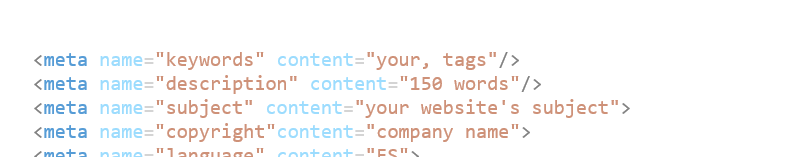 <meta name="keywords" content="your, tags"/>
<meta name="description" content="150 words"/>
<meta name="subject" content="your website's subject">
<meta name="copyright"content="company name">
<meta name="language" content="ES">